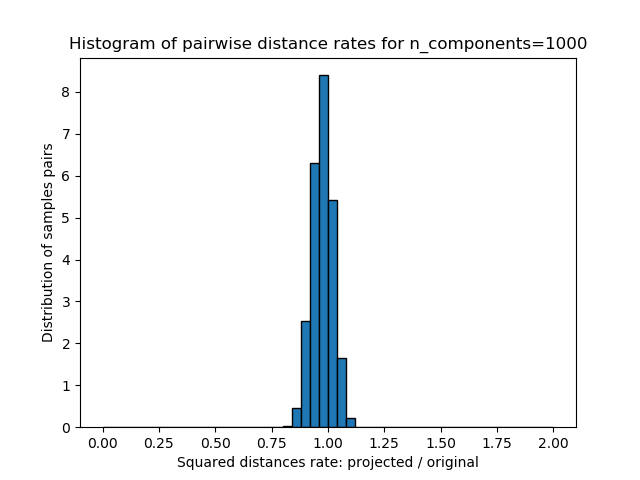 Histogram of pairwise distance rates for n_components=1000
Distribution of samples pairs
8
7
6
5
4
3
2
1
0
0.00 0.25 0.50 0.75 1.00 1.25 1.50 1.75 2.00
Squared distances rate: projected / original